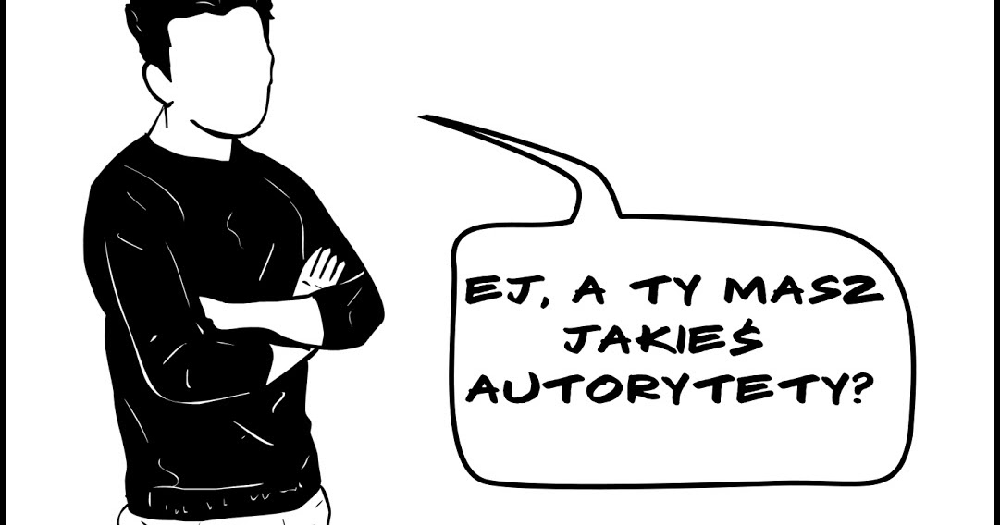 EJ, A TY MASZ
JAKIEŚ
AUTORYTETY?